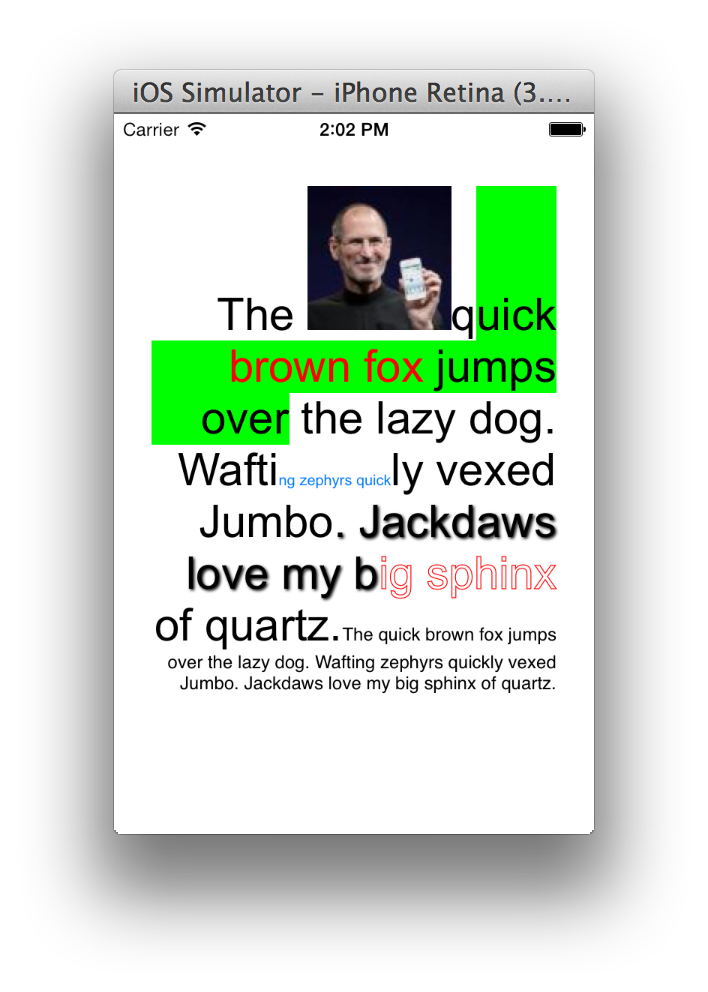 iOS Simulator – iPhone Retina (3....
Carrier 2:02 PM
The quick
brown fox jumps
over the lazy dog.
Wafting zephyrs quickly vexed
Jumbo. Jackdaws
love my big sphinx
of quartz. The quick brown fox jumps
over the lazy dog. Wafting zephyrs quickly vexed
Jumbo. Jackdaws love my big sphinx of quartz.